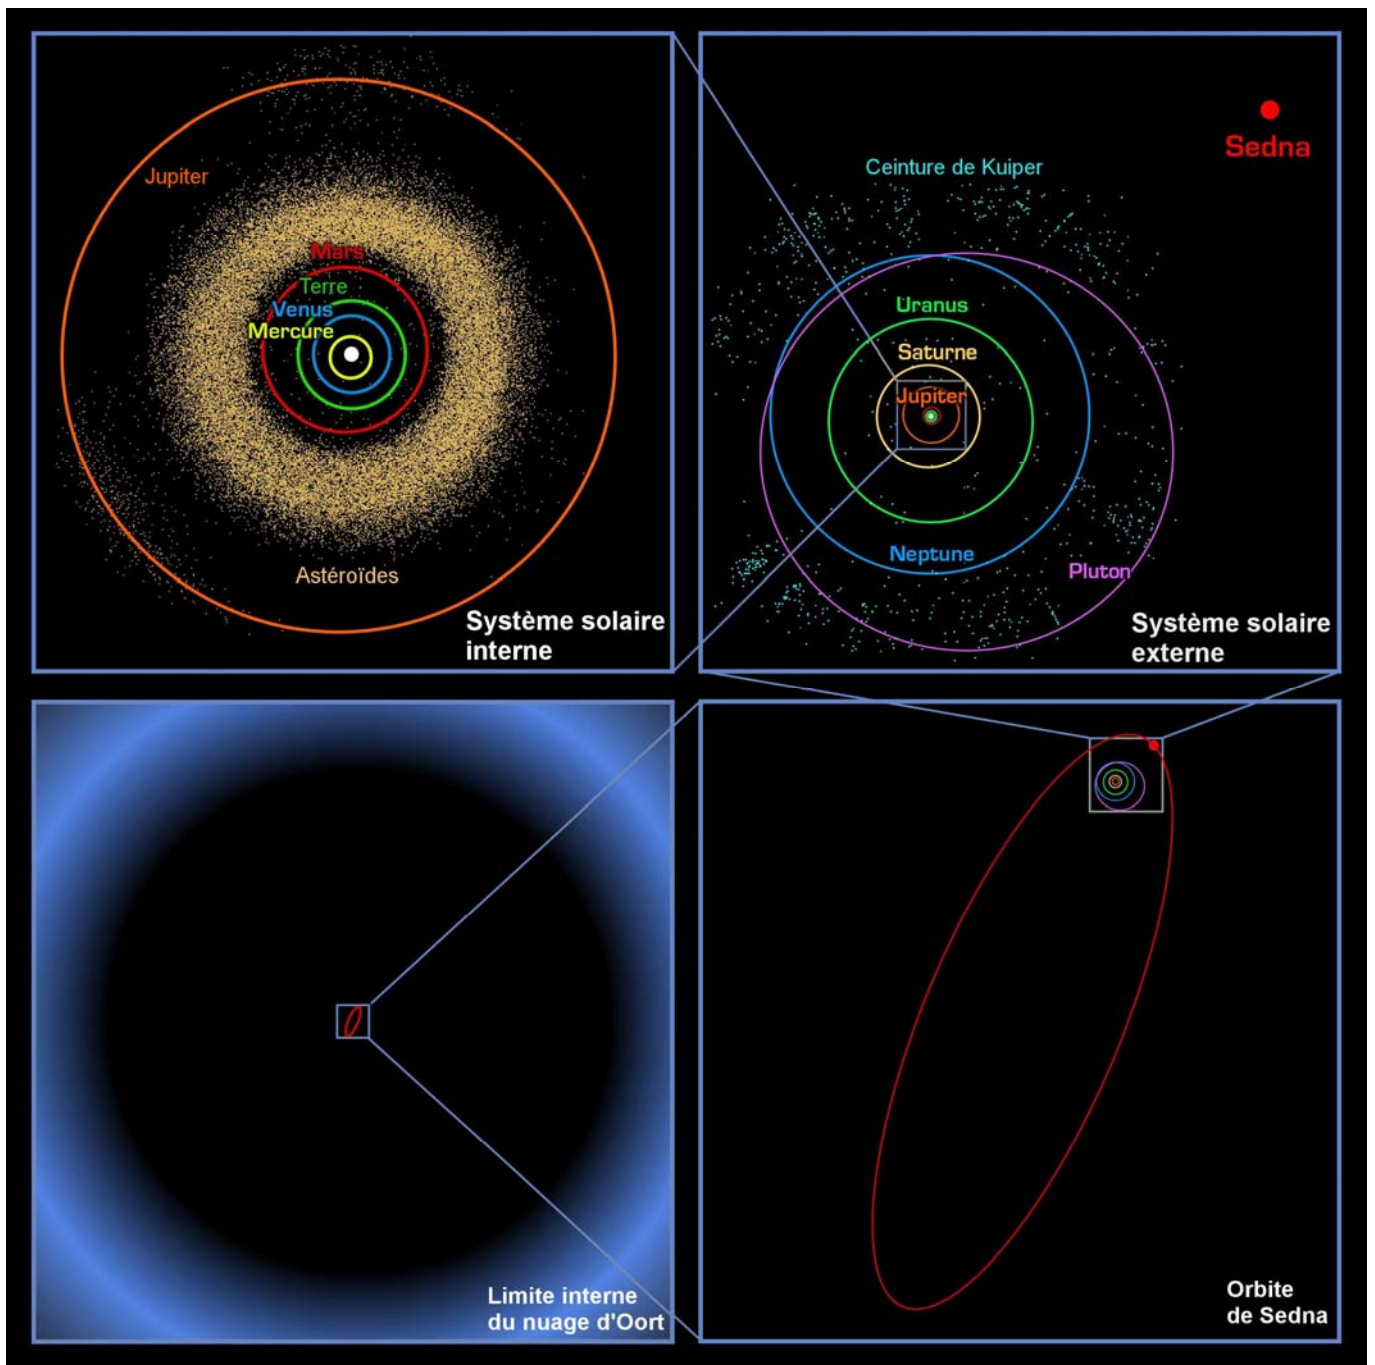 Jupiter
Mars
Terre
Venus
Mercure
Astéroïdes
Système solaire
interne
Sedna
Ceinture de Kuiper
Uranus
Saturne
Jupiter
Neptune
Pluton
Système solaire
externe
Limite interne
du nuage d'Oort
Orbite
de Sedna